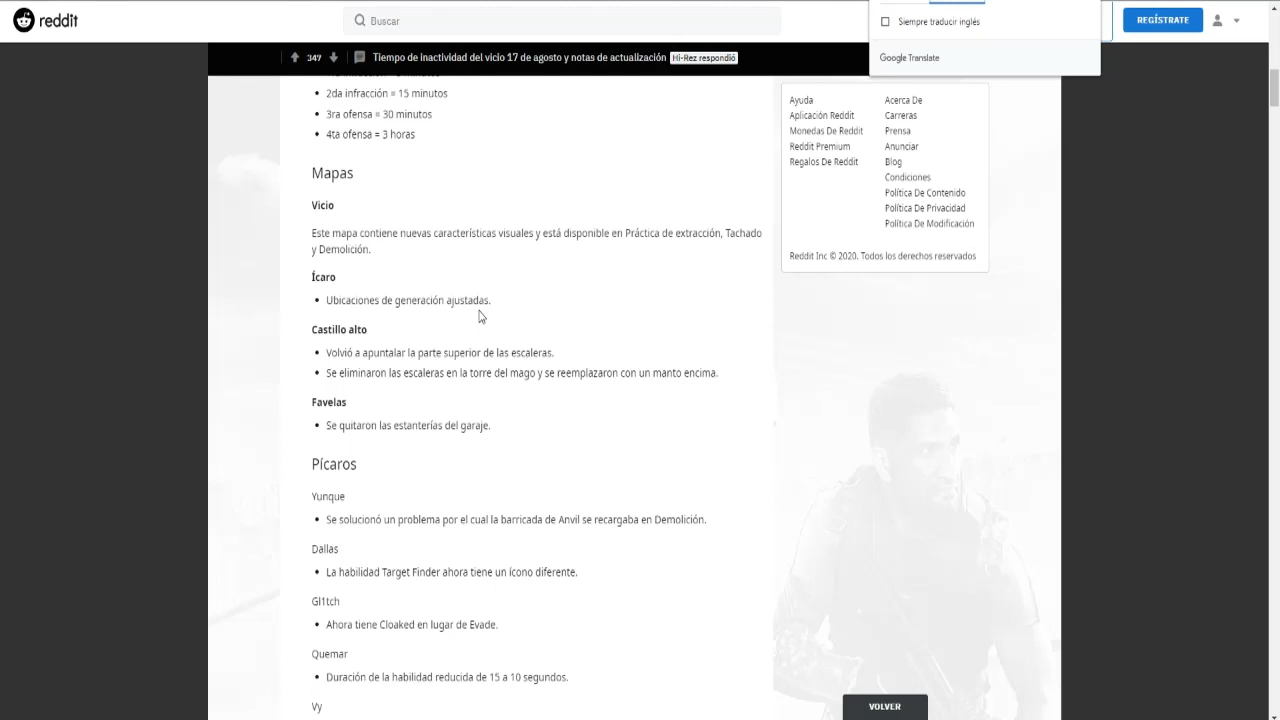 reddit
Buscar
Siempre traducir inglés
Google Translate
REGÍSTRATE
347
Tiempo de inactividad del vicio 17 de agosto y notas de actualización
Hi-Rez respondió
2da infracción = 15 minutos
3ra ofensa = 30 minutos
4ta ofensa = 3 horas
Mapas
Vicio
Este mapa contiene nuevas características visuales y está disponible en Práctica de extracción, Tachado
y Demolición.
Ícaro
Ubicaciones de generación ajustadas.
Castillo alto
Volvió a apuntalar la parte superior de las escaleras.
Se eliminaron las escaleras en la torre del mago y se reemplazaron con un manto encima.
Favelas
Se quitaron las estanterías del garaje.
Pícaros
Yunque
Se solucionó un problema por el cual la barricada de Anvil se recargaba en Demolición.
Dallas
La habilidad Target Finder ahora tiene un ícono diferente.
Gl1tch
Ahora tiene Cloaked en lugar de Evade.
Quemar
Duración de la habilidad reducida de 15 a 10 segundos.
Vy
Ayuda
Aplicación Reddit
Monedas De Reddit
Reddit Premium
Regalos De Reddit
Acerca De
Carreras
Prensa
Anunciar
Blog
Condiciones
Política De Contenido
Política De Privacidad
Política De Modificación
Reddit Inc © 2020. Todos los derechos reservados
VOLVER